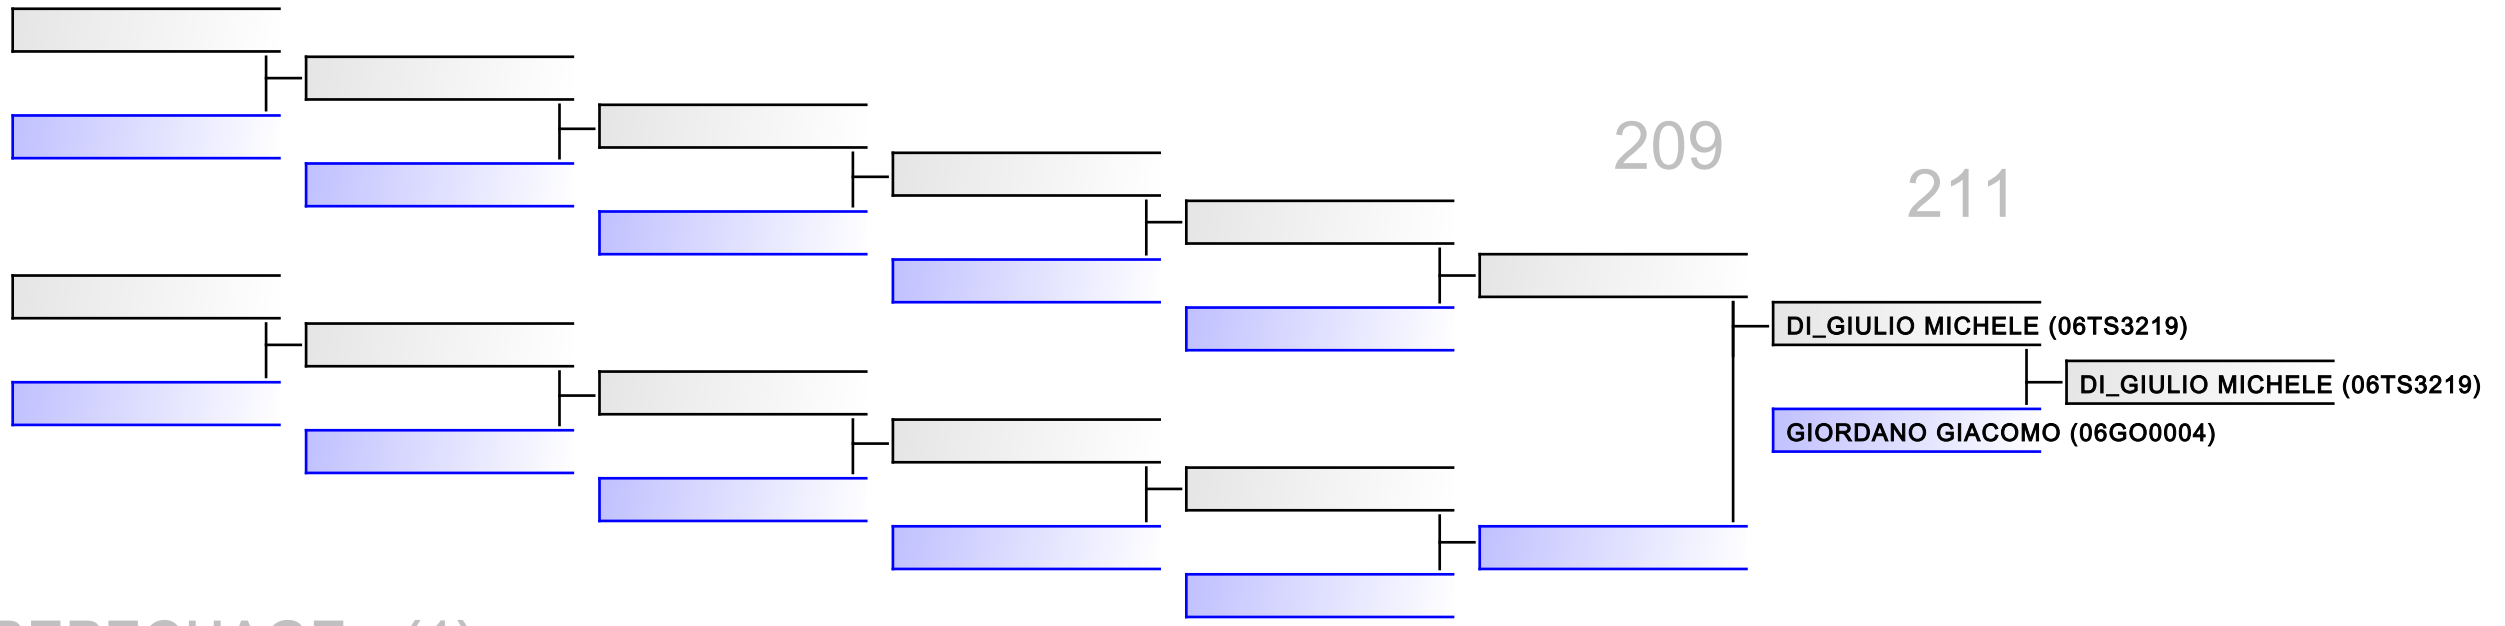 209
211
DI_GIULIO MICHELE (06TS3219)
DI_GIULIO MICHELE (06TS3219)
GIORDANO GIACOMO (06GO0004)